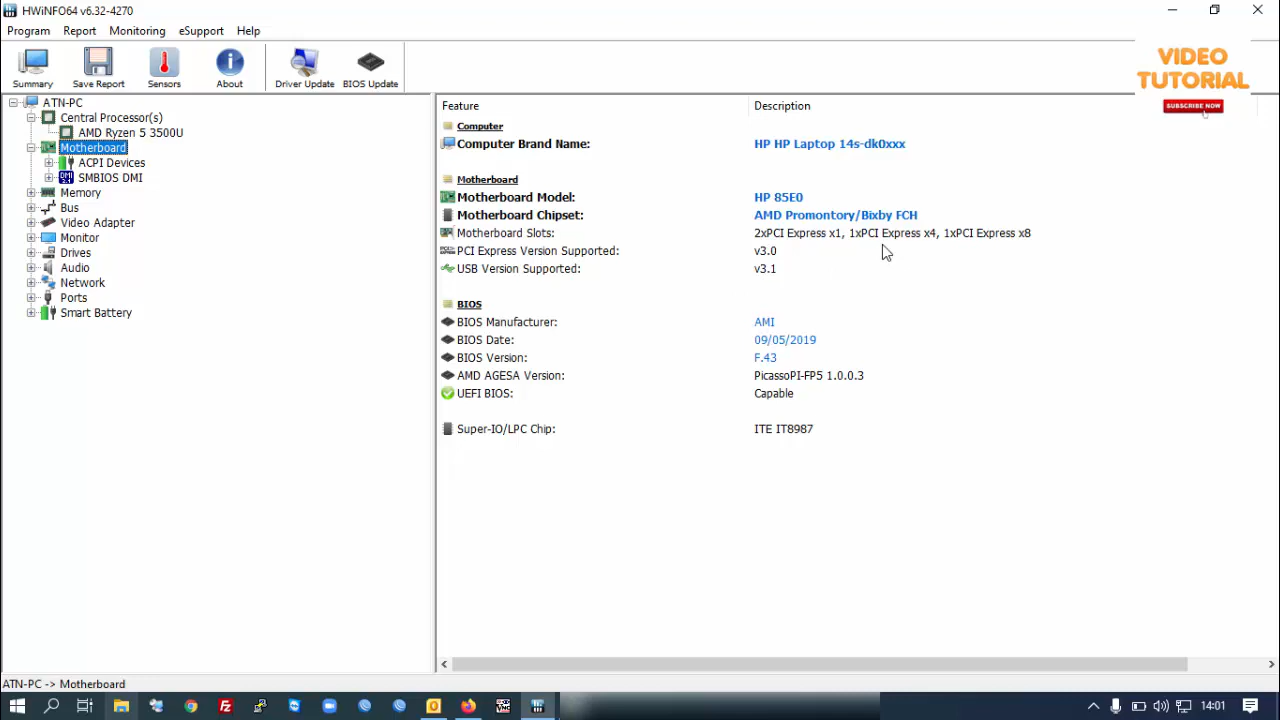 HWiNFO64 v6.32-4270
Program Report Monitoring eSupport Help
Summary Save Report Sensors About Driver Update BIOS Update
VIDEO
TUTORIAL
SUBSCRIBE NOW
ATN-PC
Central Processor(s)
AMD Ryzen 5 3500U
Motherboard
ACPI Devices
DMI SMBIOS DMI
Memory
Bus
Video Adapter
Monitor
Drives
Audio
Network
Ports
Smart Battery
Feature Description
Computer
Computer Brand Name: HP HP Laptop 14s-dk0xxx
Motherboard
Motherboard Model: HP 85E0
Motherboard Chipset: AMD Promontory/Bixby FCH
Motherboard Slots: 2xPCI Express x1, 1xPCI Express x4, 1xPCI Express x8
PCI Express Version Supported: v3.0
USB Version Supported: v3.1
BIOS
BIOS Manufacturer: AMI
BIOS Date: 09/05/2019
BIOS Version: F.43
AMD AGESA Version: PicassoPI-FP5 1.0.0.3
UEFI BIOS: Capable
Super-IO/LPC Chip: ITE IT8987
ATN-PC -> Motherboard
14:01